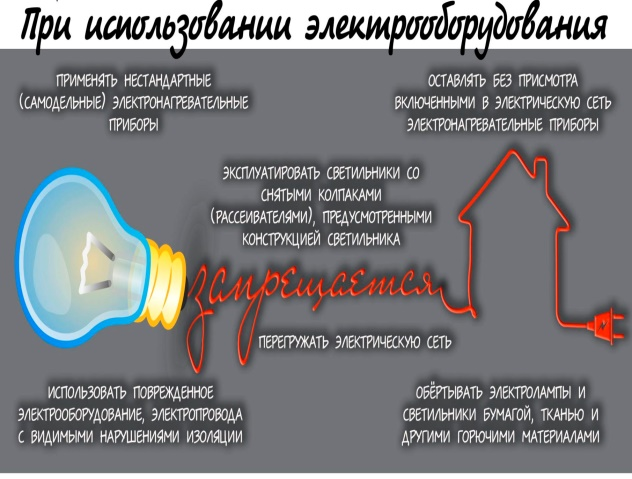 При использовании электрооборудования
ПРИМЕНЯТЬ НЕСТАНДАРТНЫЕ
(САМОДЕЛЬНЫЕ) ЭЛЕКТРОНАГРЕВАТЕЛЬНЫЕ
ПРИБОРЫ
ОСТАВЛЯТЬ БЕЗ ПРИСМОТРА
ВКЛЮЧЕННЫМИ В ЭЛЕКТРИЧЕСКУЮ СЕТЬ
ЭЛЕКТРОНАГРЕВАТЕЛЬНЫЕ ПРИБОРЫ
ЭКСПЛУАТИРОВАТЬ СВЕТИЛЬНИКИ СО
СНЯТЫМИ КОЛПАКАМИ
(РАССЕИВАТЕЛЯМИ), ПРЕДУСМОТРЕННЫМИ
КОНСТРУКЦИЕЙ СВЕТИЛЬНИКА
запрещается
ПЕРЕГРУЖАТЬ ЭЛЕКТРИЧЕСКУЮ СЕТЬ
ИСПОЛЬЗОВАТЬ ПОВРЕЖДЕННОЕ
ЭЛЕКТРООБОРУДОВАНИЕ, ЭЛЕКТРОПРОВОДА
С ВИДИМЫМИ НАРУШЕНИЯМИ ИЗОЛЯЦИИ
ОБЁРТЫВАТЬ ЭЛЕКТРОЛАМПЫ И
СВЕТИЛЬНИКИ БУМАГОЙ, ТКАНЬЮ И
ДРУГИМИ ГОРЮЧИМИ МАТЕРИАЛАМИ